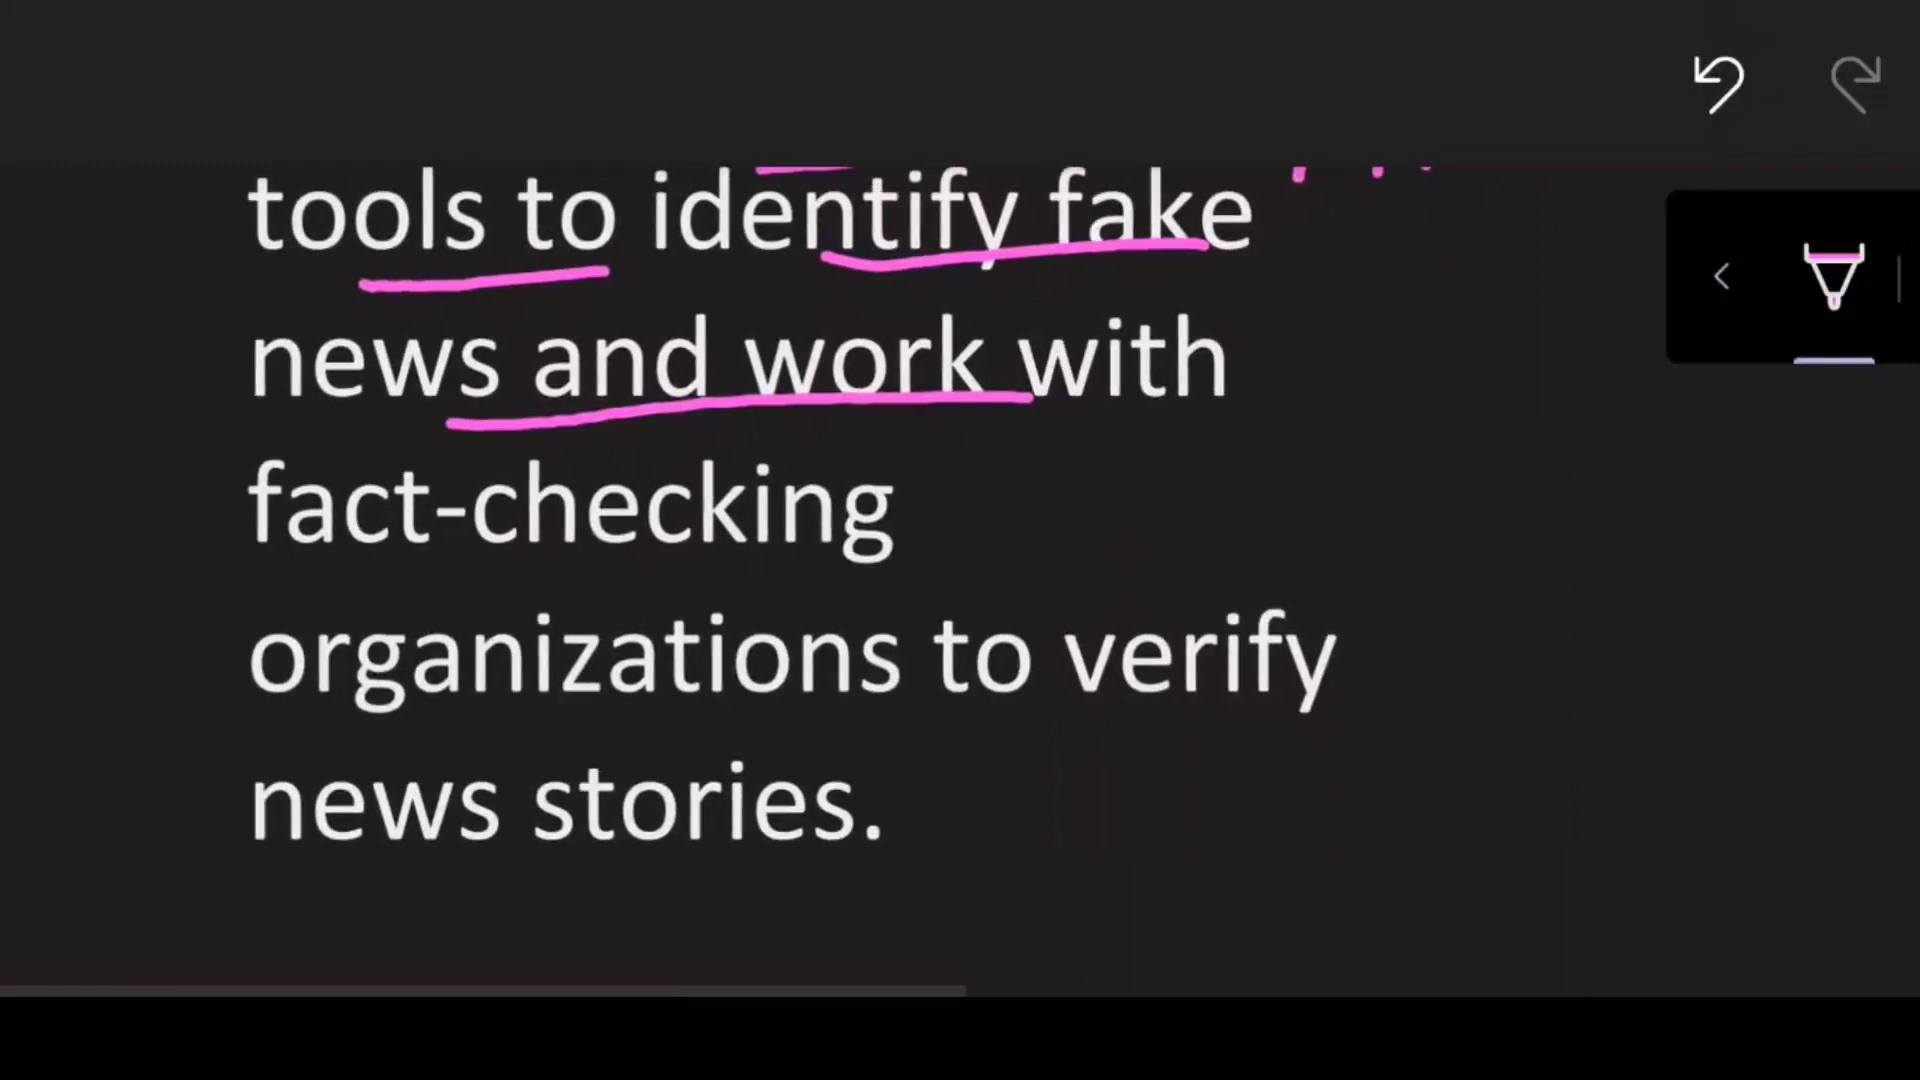 tools to identify fake
news and work with
fact-checking
organizations to verify
news stories.